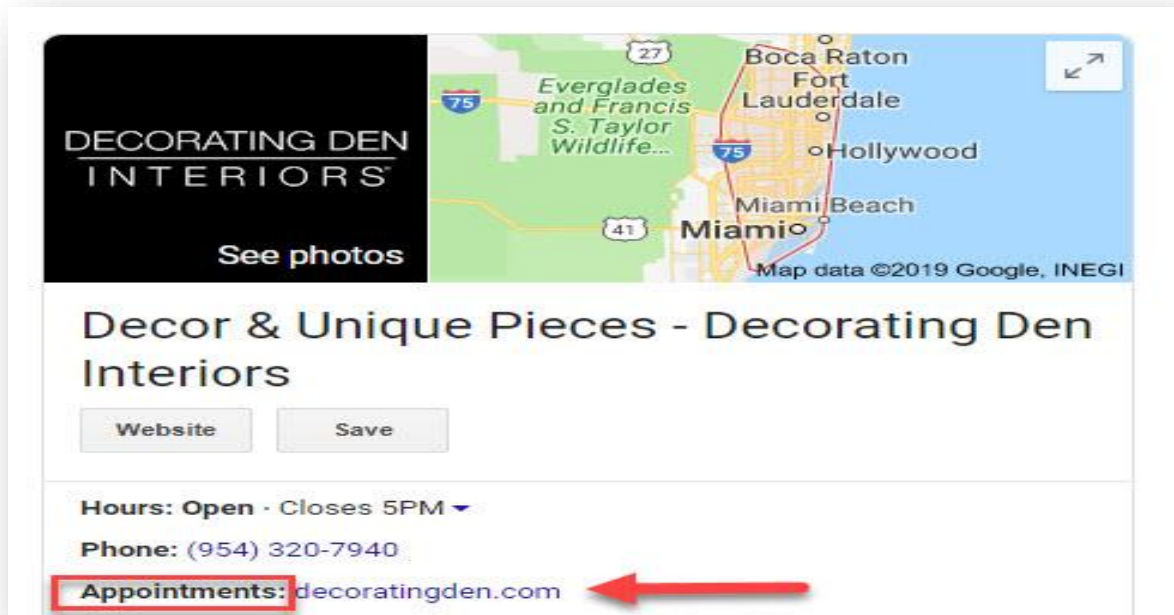 DECORATING DEN
INTERIORS
See photos
27
Boca Raton
75
Everglades
and Francis
S. Taylor
Wildlife...
Fort
Lauderdale
75
Hollywood
Miami Beach
41
Miami
Map data ©2019 Google, INEGI
Decor & Unique Pieces - Decorating Den
Interiors
Website Save
Hours: Open · Closes 5PM
Phone: (954) 320-7940
Appointments: decoratingden.com